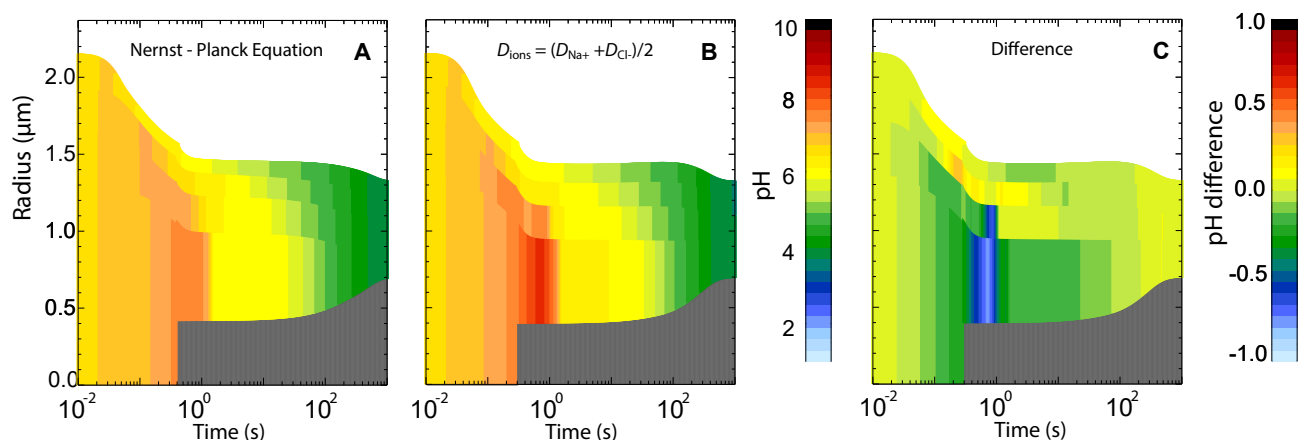 Nernst - Planck Equation
A
D_ions = (D_Na+ +D_Cl-)/2
B
Difference
C
Radius (μm)
2.0
1.5
1.0
0.5
0.0
10^-2
10^0
10^2
Time (s)
10^-2
10^0
10^2
Time (s)
10
8
6
4
2
pH
10^-2
10^0
10^2
Time (s)
1.0
0.5
0.0
-0.5
-1.0
pH difference